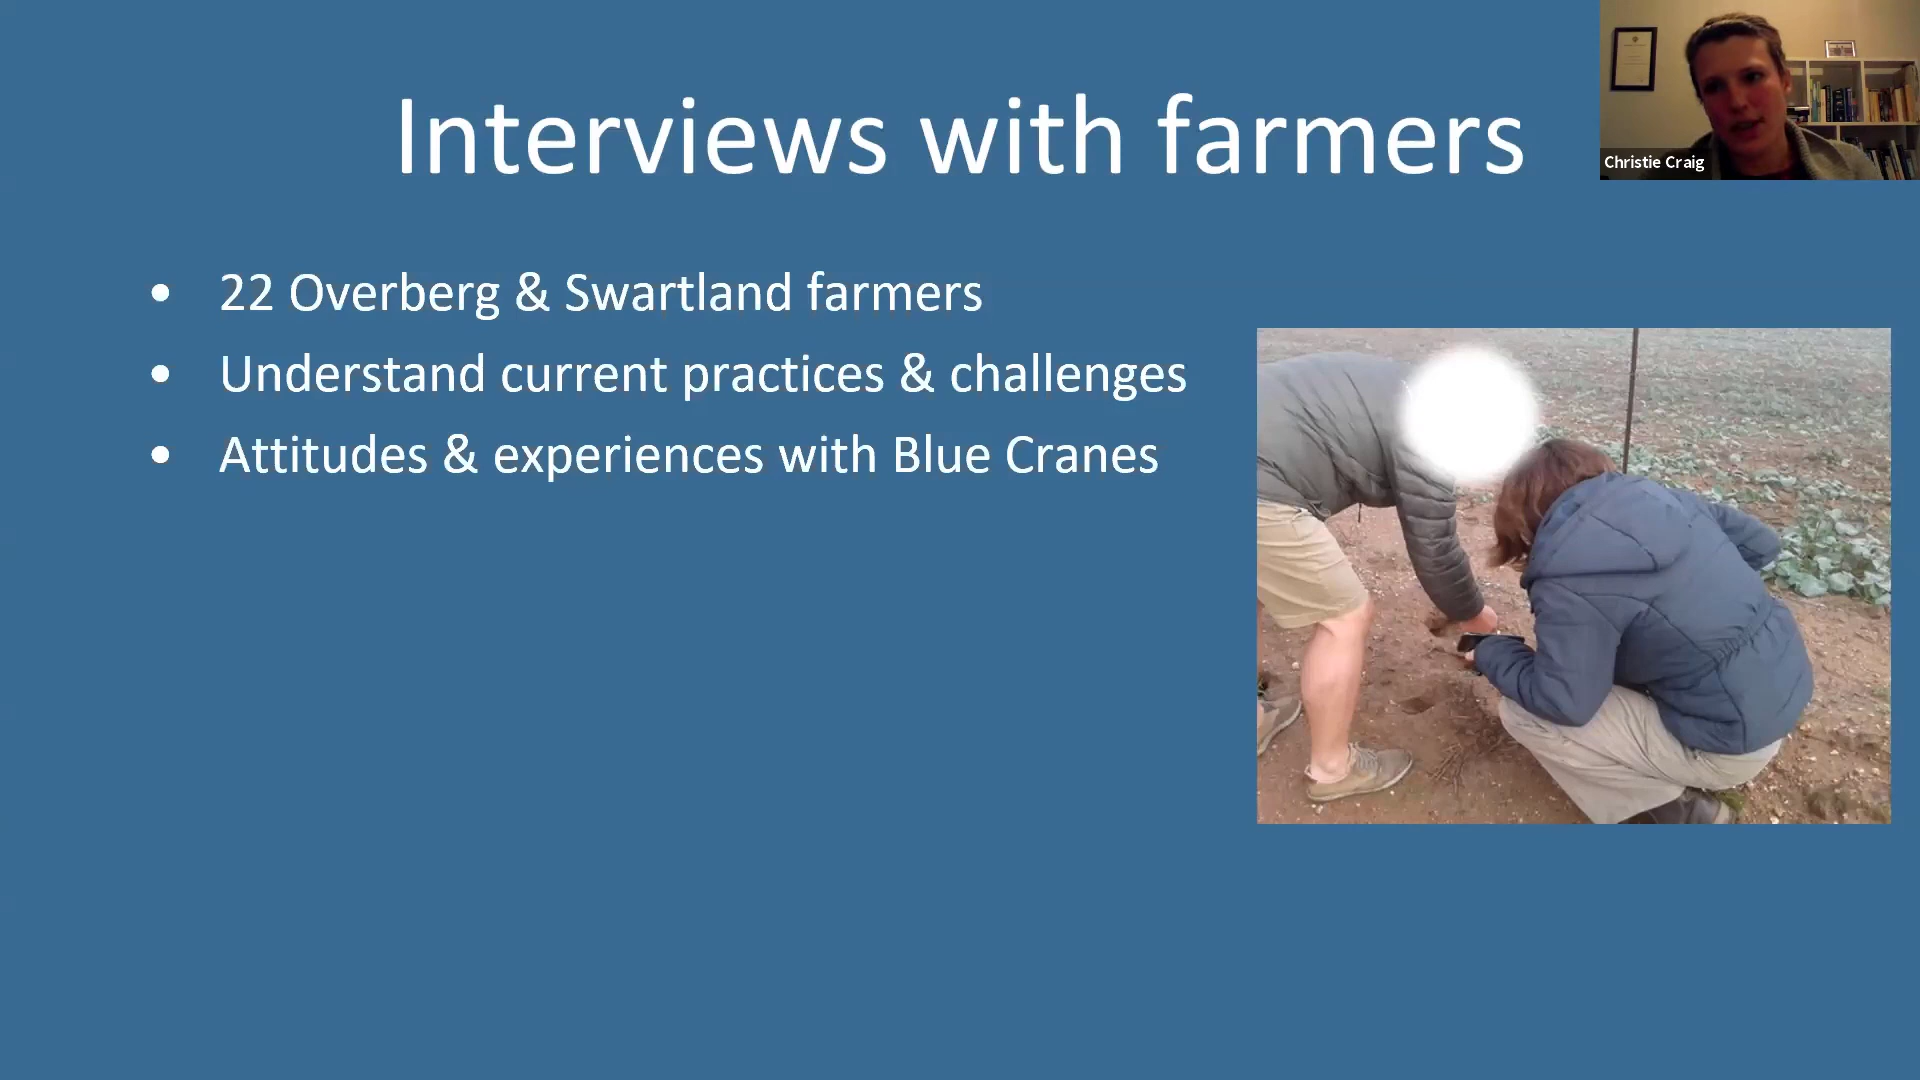 Interviews with farmers
Christie Craig
• 22 Overberg & Swartland farmers
• Understand current practices & challenges
• Attitudes & experiences with Blue Cranes